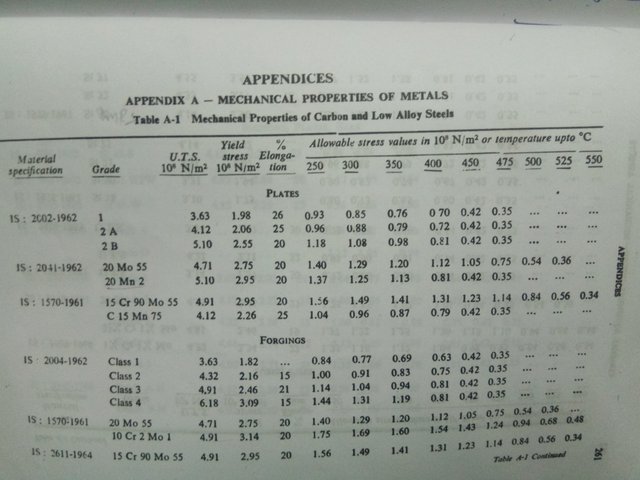 APPENDICES
APPENDIX A — MECHANICAL PROPERTIES OF METALS
Table A-1 Mechanical Properties of Carbon and Low Alloy Steels
Material specification Grade U.T.S. 10⁸ N/m² Yield stress 10⁸ N/m² % Elongation Allowable stress values in 10⁸ N/m² or temperature upto °C
250 300 350 400 450 475 500 525 550
PLATES
IS : 2002-1962 1 3.63 1.98 26 0.93 0.85 0.76 0 70 0.42 0.35 ... ... ...
2 A 4.12 2.06 25 0.96 0.88 0.79 0.72 0.42 0.35 ... ... ...
2 B 5.10 2.55 20 1.18 1.08 0.98 0.81 0.42 0.35 ... ... ...
IS : 2041-1962 20 Mo 55 4.71 2.75 20 1.40 1.29 1.20 1.12 1.05 0.75 0.54 0.36 ...
20 Mn 2 5.10 2.95 20 1.37 1.25 1.13 0.81 0.42 0.35 ... ... ...
IS : 1570-1961 15 Cr 90 Mo 55 4.91 2.95 20 1.56 1.49 1.41 1.31 1.23 1.14 0.84 0.56 0.34
C 15 Mn 75 4.12 2.26 25 1.04 0.96 0.87 0.79 0.42 0.35 ... ... ...
FORGINGS
IS : 2004-1962 Class 1 3.63 1.82 ... 0.84 0.77 0.69 0.63 0.42 0.35 ... ... ...
Class 2 4.32 2.16 15 1.00 0.91 0.83 0.75 0.42 0.35 ... ... ...
Class 3 4.91 2.46 21 1.14 1.04 0.94 0.81 0.42 0.35 ... ... ...
Class 4 6.18 3.09 15 1.44 1.31 1.19 0.81 0.42 0.35 ... ... ...
IS : 1570-1961 20 Mo 55 4.71 2.75 20 1.40 1.29 1.20 1.12 1.05 0.75 0.54 0.36 ...
10 Cr 2 Mo 1 4.91 3.14 20 1.75 1.69 1.60 1.54 1.43 1.24 0.94 0.68 0.48
IS : 2611-1964 15 Cr 90 Mo 55 4.91 2.95 20 1.56 1.49 1.41 1.31 1.23 1.14 0.84 0.56 0.34
Table A-1 Continued
APPENDICES
261